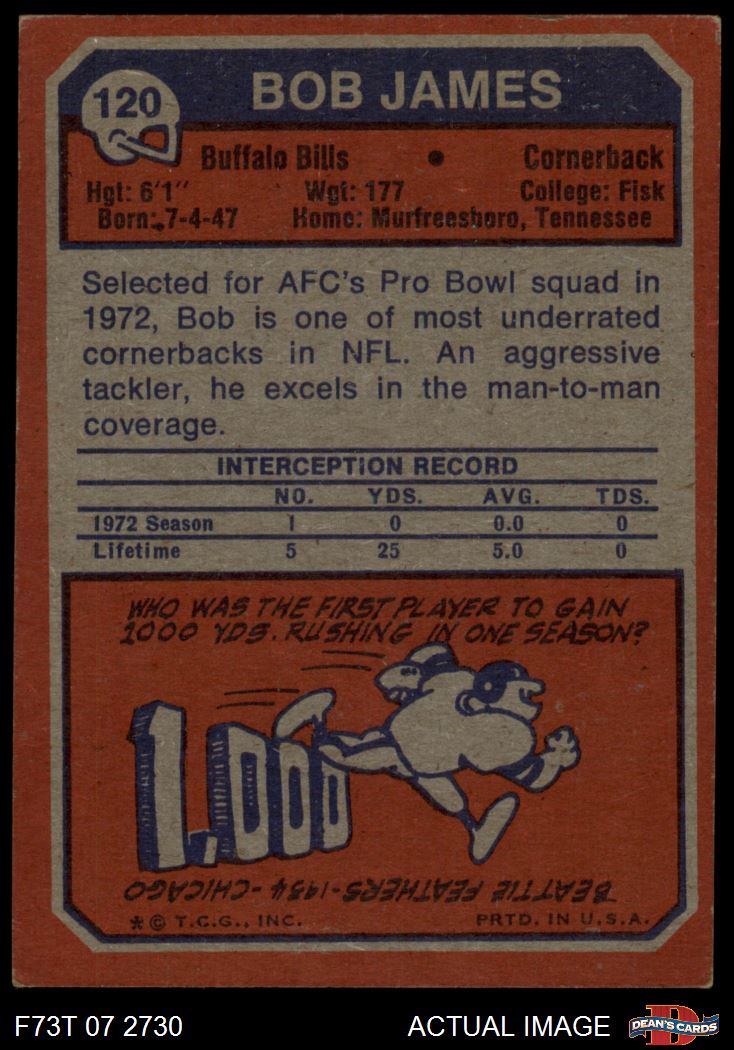 120
BOB JAMES
Buffalo Bills • Cornerback
Hgt: 6'1" Wgt: 177 College: Fisk
Born: 7-4-47 Home: Murfreesboro, Tennessee
Selected for AFC's Pro Bowl squad in
1972, Bob is one of most underrated
cornerbacks in NFL. An aggressive
tackler, he excels in the man-to-man
coverage.
INTERCEPTION RECORD
NO. YDS. AVG. TDS.
1972 Season 1 0 0.0 0
Lifetime 5 25 5.0 0
WHO WAS THE FIRST PLAYER TO GAIN
1000 YDS. RUSHING IN ONE SEASON?
1,000
BEATTIE FEATHERS-1934-CHICAGO
* © T.C.G., INC. PRTD. IN U.S.A.
F73T 07 2730 ACTUAL IMAGE D DEAN'S CARDS